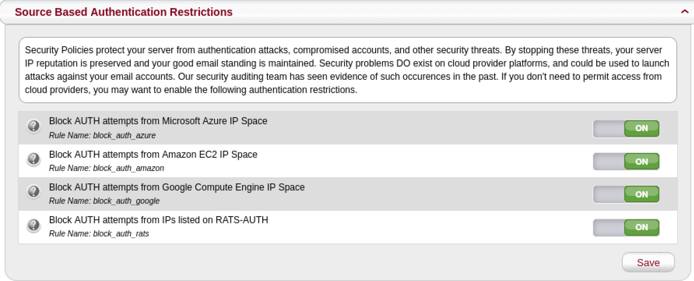 Source Based Authentication Restrictions
Security Policies protect your server from authentication attacks, compromised accounts, and other security threats. By stopping these threats, your server
IP reputation is preserved and your good email standing is maintained. Security problems DO exist on cloud provider platforms, and could be used to launch
attacks against your email accounts. Our security auditing team has seen evidence of such occurences in the past. If you don't need to permit access from
cloud providers, you may want to enable the following authentication restrictions.
Block AUTH attempts from Microsoft Azure IP Space
ON
Rule Name: block_auth_azure
Block AUTH attempts from Amazon EC2 IP Space
ON
Rule Name: block_auth_amazon
Block AUTH attempts from Google Compute Engine IP Space
ON
Rule Name: block_auth_google
Block AUTH attempts from IPs listed on RATS-AUTH
ON
Rule Name: block_auth_rats
Save